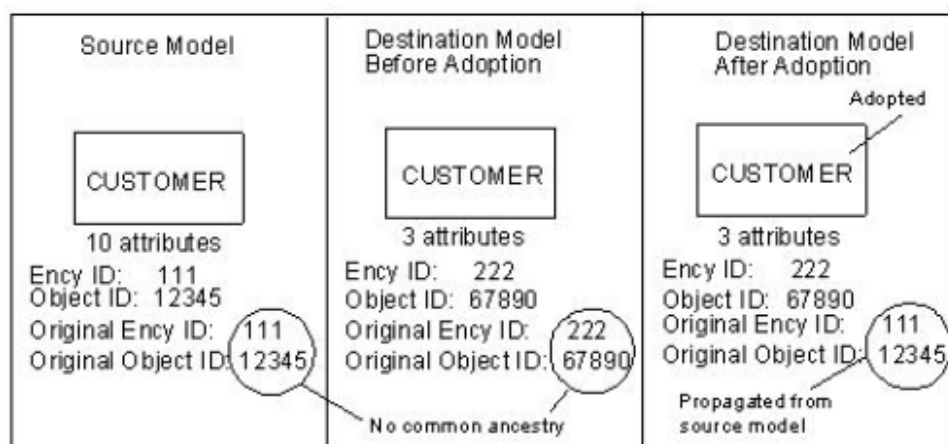 Source Model
CUSTOMER
10 attributes
Ency ID: 111
Object ID: 12345
Original Ency ID: 111
Original Object ID: 12345
Destination Model
Before Adoption
CUSTOMER
3 attributes
Ency ID: 222
Object ID: 67890
Original Ency ID: 222
Original Object ID: 67890
No common ancestry
Destination Model
After Adoption
Adopted
CUSTOMER
3 attributes
Ency ID: 222
Object ID: 67890
Original Ency ID: 111
Original Object ID: 12345
Propagated from
source model